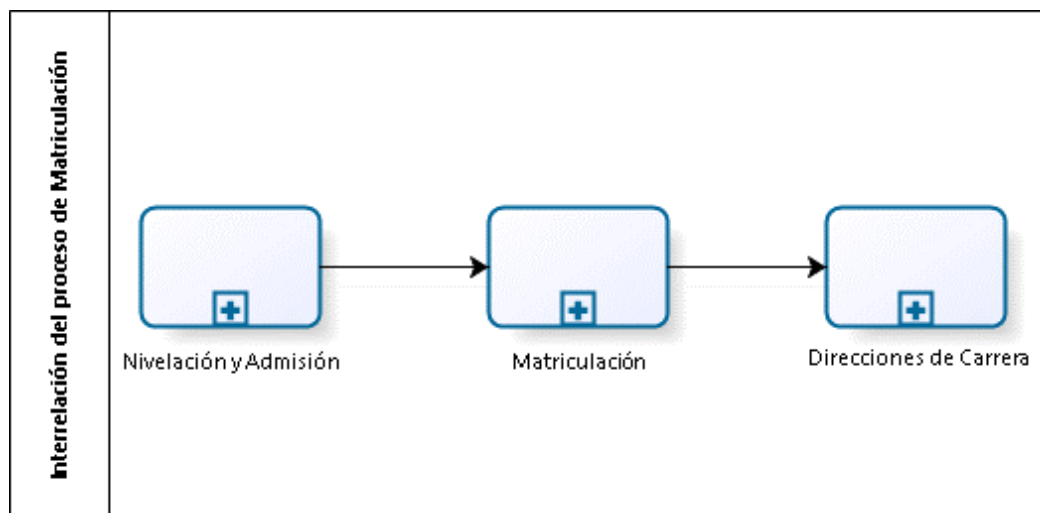 Interrelación del proceso de Matriculación
Nivelación y Admisión
Matriculación
Direcciones de Carrera